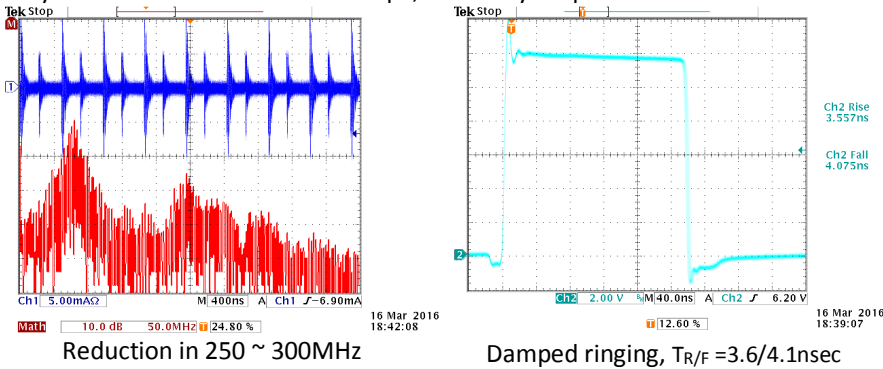 Tek Stop
M
1
Ch1 5.00mAΩ M 400ns A Ch1 ʃ -6.90mA
Math 10.0 dB 50.0MHz T 24.80 %
16 Mar 2016
18:42:08
Reduction in 250 ~ 300MHz
Tek Stop
T
T
Ch2 Rise
3.557ns
Ch2 Fall
4.075ns
2
Ch2 2.00 V M 40.0ns A Ch2 ʃ 6.20 V
T 12.60 %
16 Mar 2016
18:39:07
Damped ringing, TR/F =3.6/4.1nsec